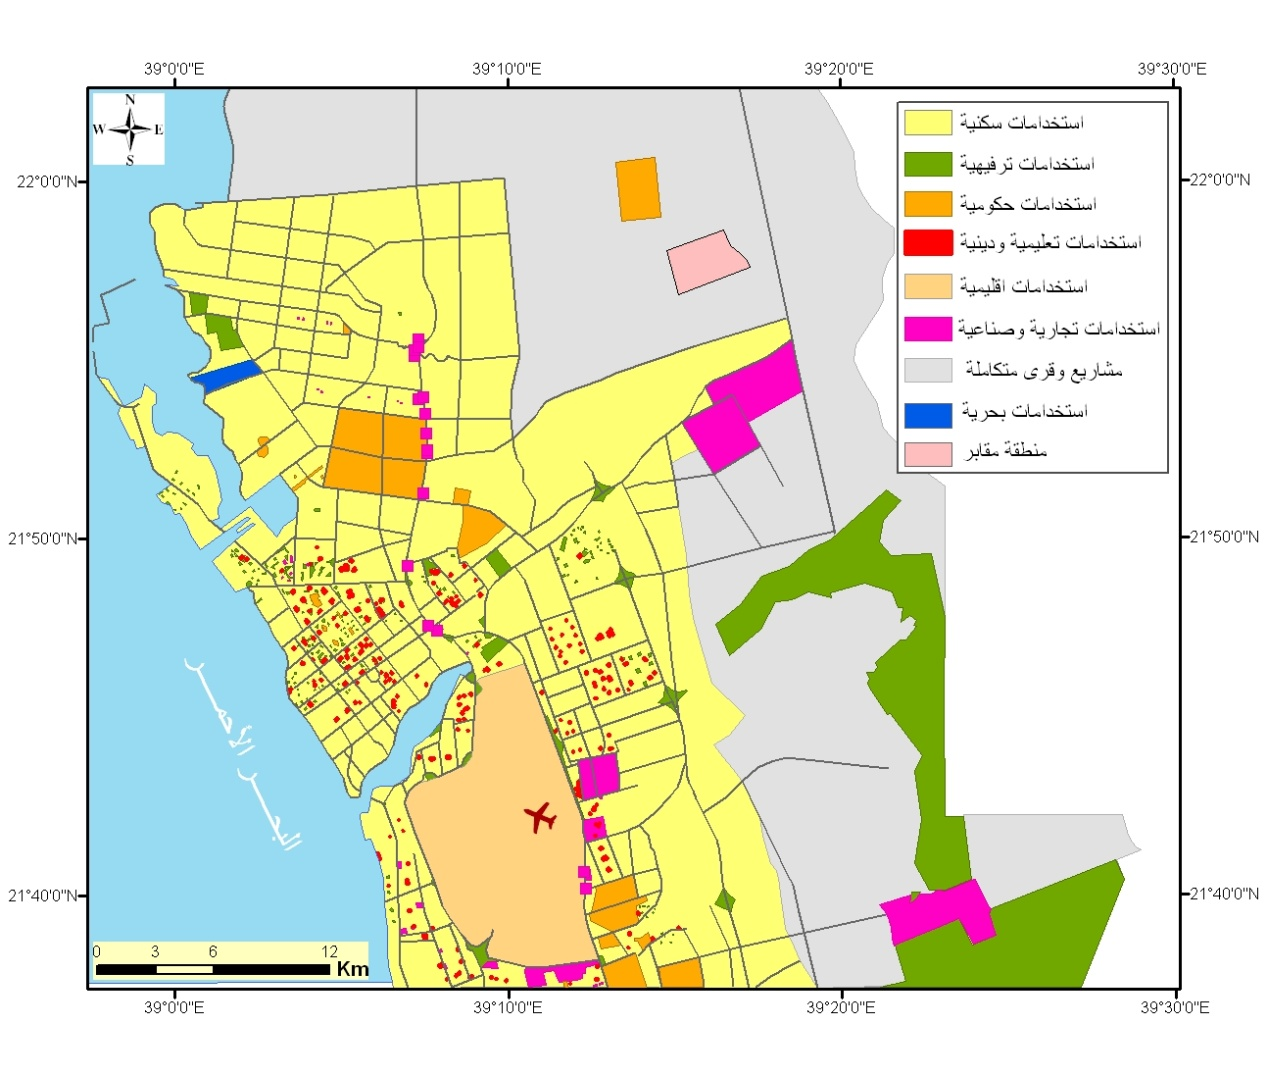 39°0'0"E 39°10'0"E 39°20'0"E 39°30'0"E
N
W E
S
استخدامات سكنية
استخدامات ترفيهية
استخدامات حكومية
استخدامات تعليمية ودينية
استخدامات اقليمية
استخدامات تجارية وصناعية
مشاريع وقرى متكاملة
استخدامات بحرية
منطقة مقابر
22°0'0"N 22°0'0"N
21°50'0"N 21°50'0"N
البحر الأحمر
21°40'0"N 21°40'0"N
0 3 6 12
Km
39°0'0"E 39°10'0"E 39°20'0"E 39°30'0"E